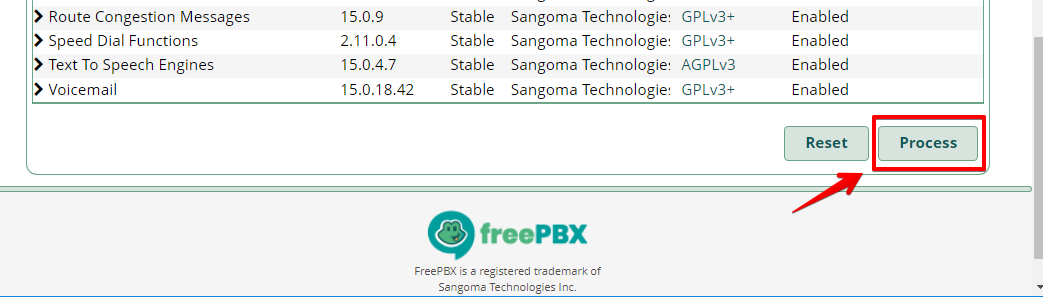 Route Congestion Messages 15.0.9 Stable Sangoma Technologies GPLv3+ Enabled
Speed Dial Functions 2.11.0.4 Stable Sangoma Technologies GPLv3+ Enabled
Text To Speech Engines 15.0.4.7 Stable Sangoma Technologies AGPLv3 Enabled
Voicemail 15.0.18.42 Stable Sangoma Technologies GPLv3+ Enabled
Reset Process
freePBX
FreePBX is a registered trademark of
Sangoma Technologies Inc.